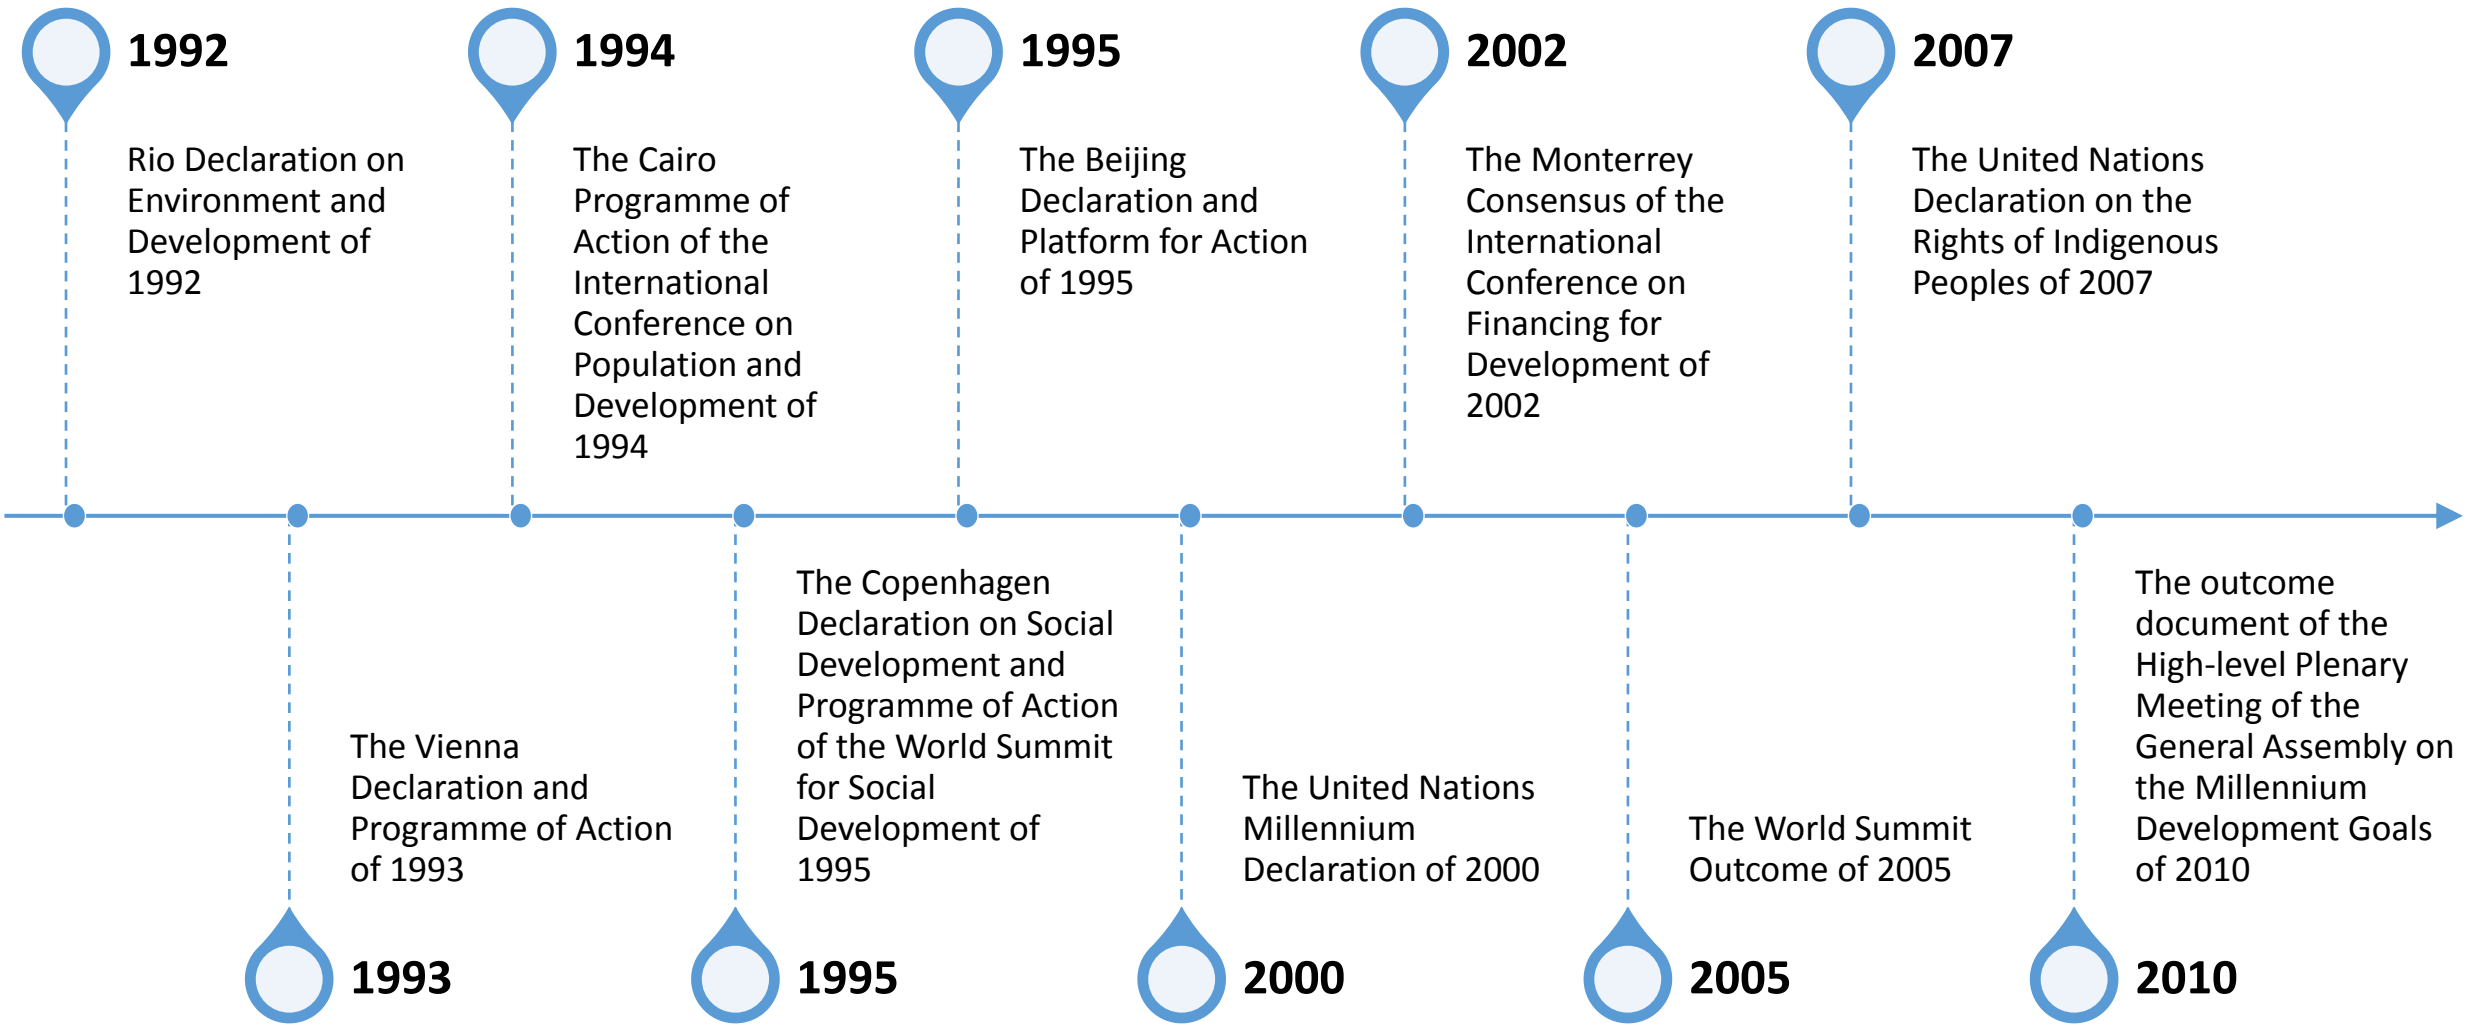 1992
Rio Declaration on
Environment and
Development of
1992
1994
The Cairo
Programme of
Action of the
International
Conference on
Population and
Development of
1994
1995
The Beijing
Declaration and
Platform for Action
of 1995
2002
The Monterrey
Consensus of the
International
Conference on
Financing for
Development of
2002
2007
The United Nations
Declaration on the
Rights of Indigenous
Peoples of 2007
The Vienna
Declaration and
Programme of Action
of 1993
1993
The Copenhagen
Declaration on Social
Development and
Programme of Action
of the World Summit
for Social
Development of
1995
1995
The United Nations
Millennium
Declaration of 2000
2000
The World Summit
Outcome of 2005
2005
The outcome
document of the
High-level Plenary
Meeting of the
General Assembly on
the Millennium
Development Goals
of 2010
2010